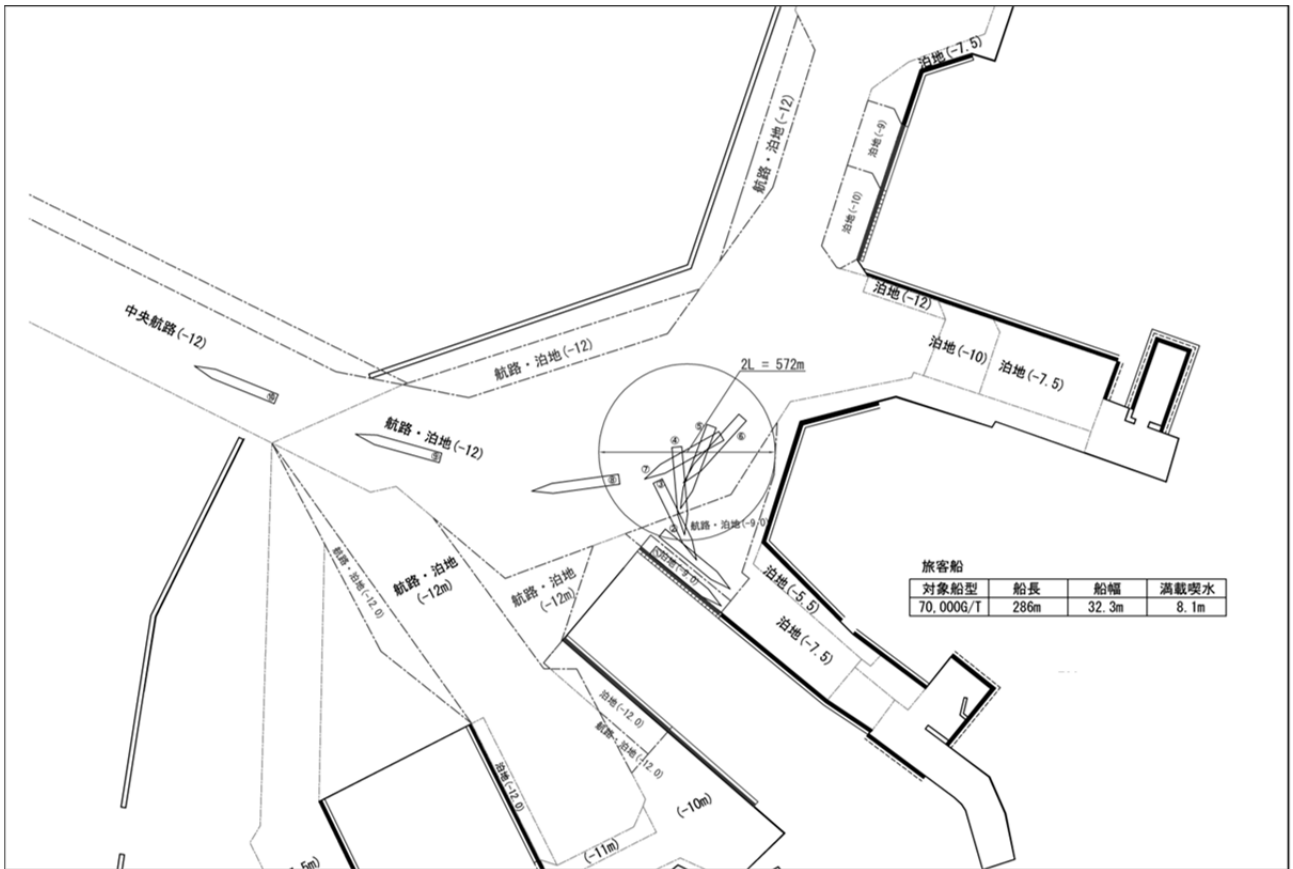 泊地(-7.5)
航路・泊地(-12)
泊地(-9)
泊地(-10)
中央航路(-12)
泊地(-12)
泊地(-10)
泊地(-7.5)
航路・泊地(-12)
2L = 572m
航路・泊地(-12)
⑤
④
⑥
⑦
⑧
③
②
航路・泊地(-9.0)
泊地(-9.0)
航路・泊地(-12.0)
航路・泊地
(-12m)
航路・泊地
(-12m)
泊地(-5.5)
泊地(-7.5)
旅客船
対象船型 船長 船幅 満載喫水
70,000G/T 286m 32.3m 8.1m
泊地(-12.0)
航路・泊地(-12.0)
泊地(-12.0)
(-10m)
(-11m)
5m)